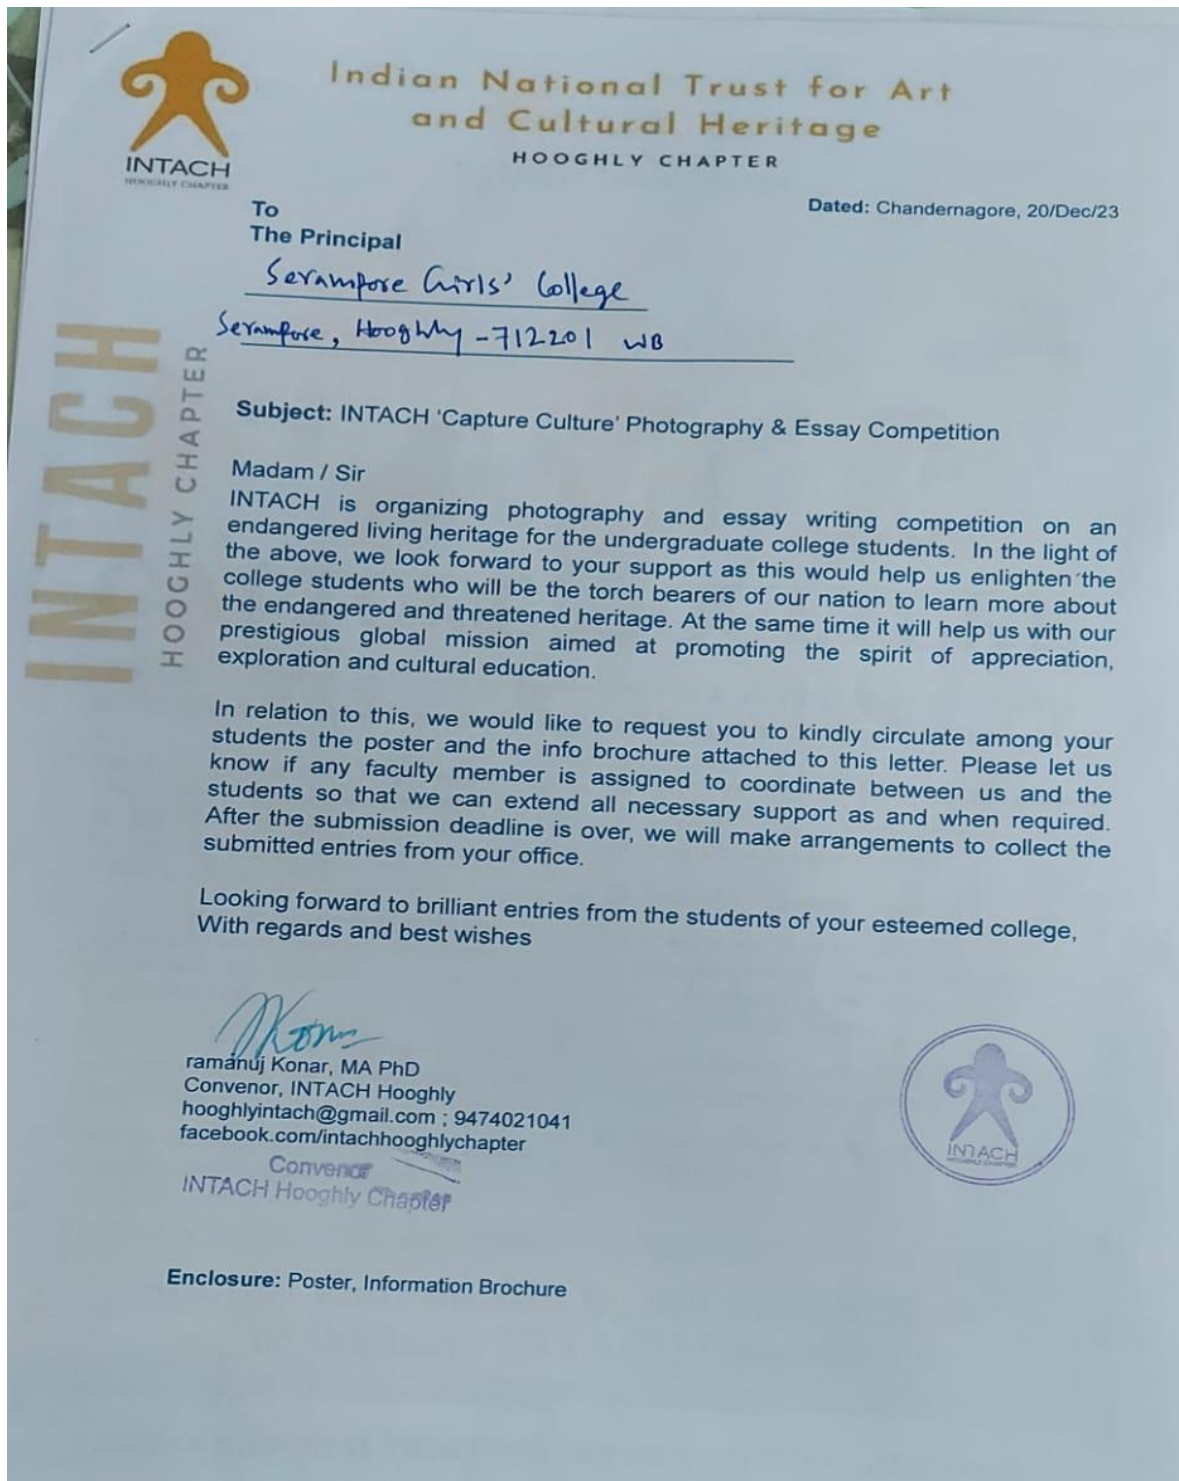 Indian National Trust for Art
and Cultural Heritage
HOOGHLY CHAPTER
INTACH
HOOGHLY CHAPTER
Dated: Chandernagore, 20/Dec/23
To
The Principal
Serampore Girls' College
Serampore, Hooghly - 712201 WB
INTACH
HOOGHLY CHAPTER
Subject: INTACH 'Capture Culture' Photography & Essay Competition
Madam / Sir
INTACH is organizing photography and essay writing competition on an
endangered living heritage for the undergraduate college students. In the light of
the above, we look forward to your support as this would help us enlighten the
college students who will be the torch bearers of our nation to learn more about
the endangered and threatened heritage. At the same time it will help us with our
prestigious global mission aimed at promoting the spirit of appreciation,
exploration and cultural education.
In relation to this, we would like to request you to kindly circulate among your
students the poster and the info brochure attached to this letter. Please let us
know if any faculty member is assigned to coordinate between us and the
students so that we can extend all necessary support as and when required.
After the submission deadline is over, we will make arrangements to collect the
submitted entries from your office.
Looking forward to brilliant entries from the students of your esteemed college,
With regards and best wishes
ramanuj Konar, MA PhD
Convenor, INTACH Hooghly
hooghlyintach@gmail.com ; 9474021041
facebook.com/intachhooghlychapter
Convenor
INTACH Hooghly Chapter
INTACH
HOOGHLY CHAPTER
Enclosure: Poster, Information Brochure